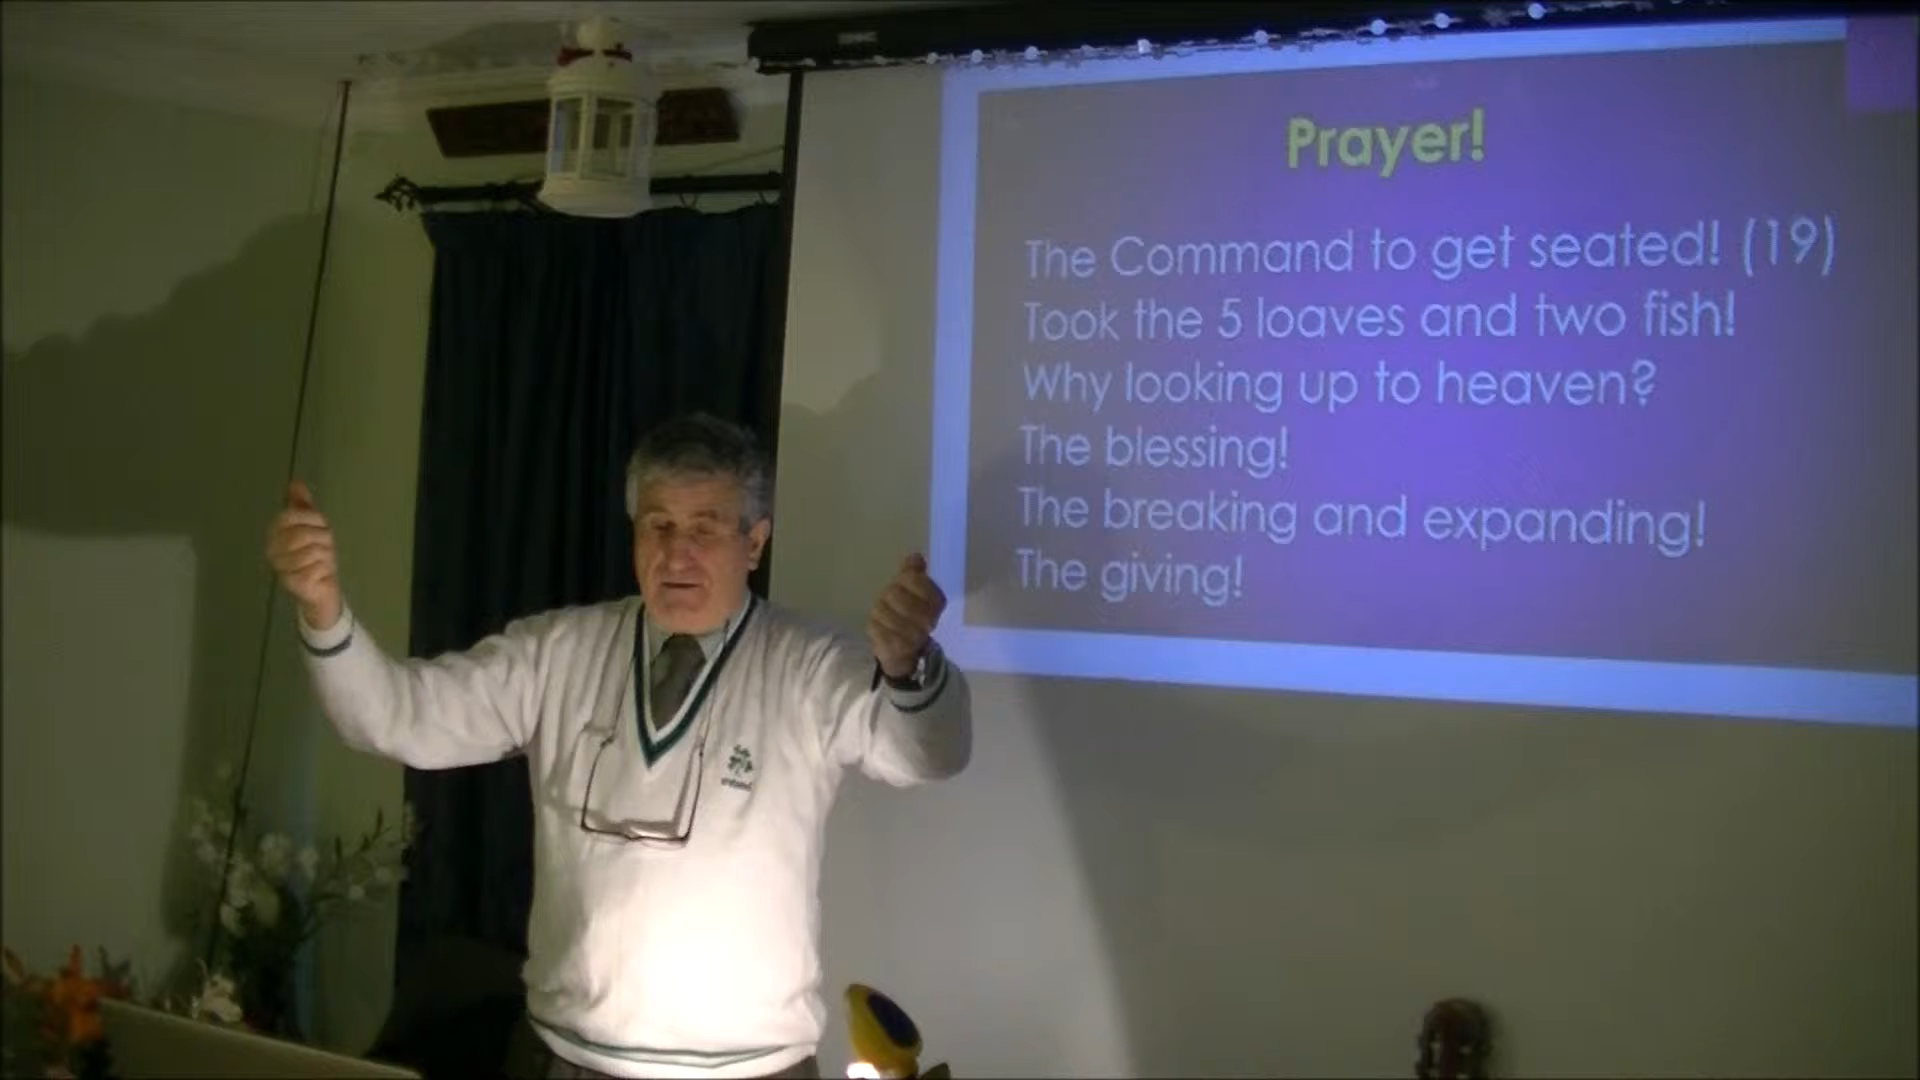 Prayer!
The Command to get seated! (19)
Took the 5 loaves and two fish!
Why looking up to heaven?
The blessing!
The breaking and expanding!
The giving!